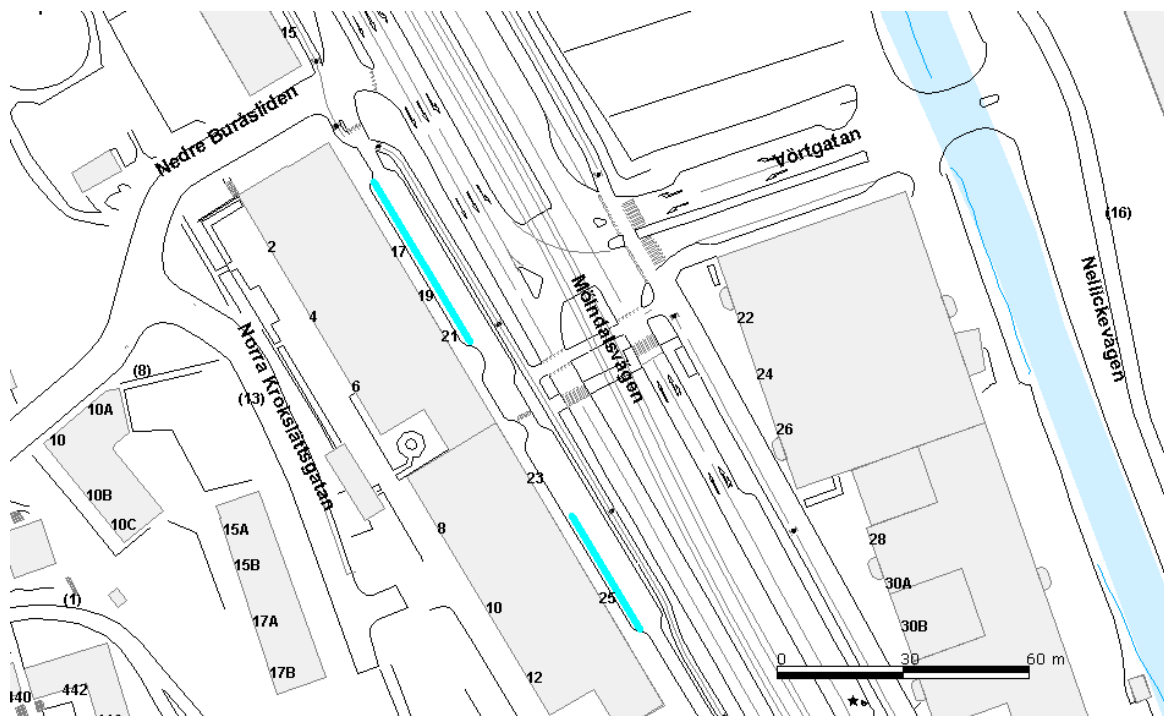 15
Nedre Buråsliden
Vörtgatan
(16)
2
17
Nellickevägen
19
Mölndalsvägen
4
21
22
Norra Krokslättsgatan
(8)
6
24
10A
(13)
10
26
23
10B
8
10C
15A
28
15B
30A
(1)
25
10
17A
30B
0
30
60 m
17B
12
442
440